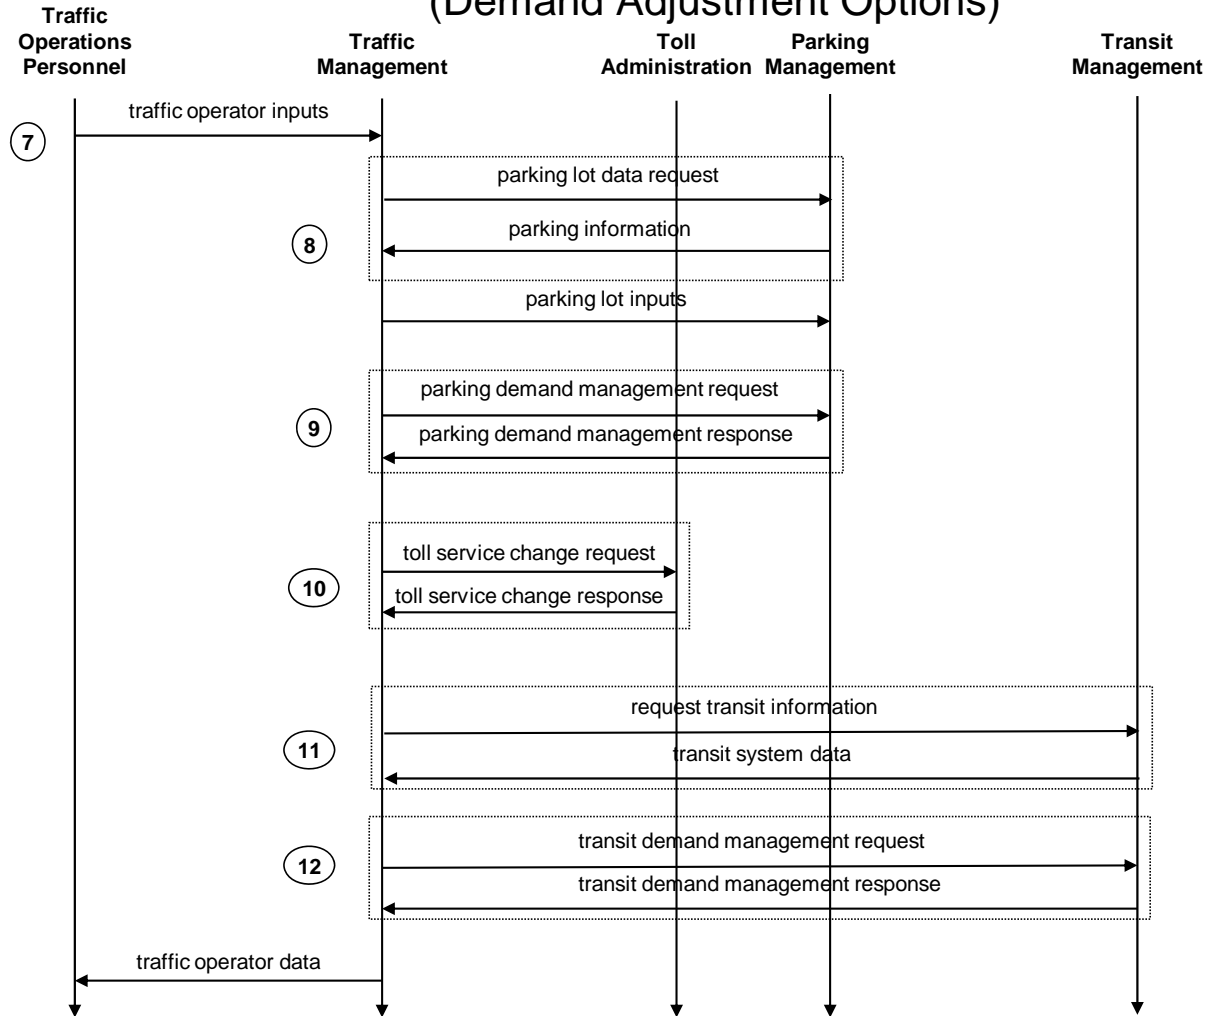 (Demand Adjustment Options)
Traffic
Operations
Personnel
Traffic
Management
Toll
Administration
Parking
Management
Transit
Management
traffic operator inputs
7
parking lot data request
parking information
8
parking lot inputs
parking demand management request
9
parking demand management response
toll service change request
10
toll service change response
request transit information
11
transit system data
transit demand management request
12
transit demand management response
traffic operator data